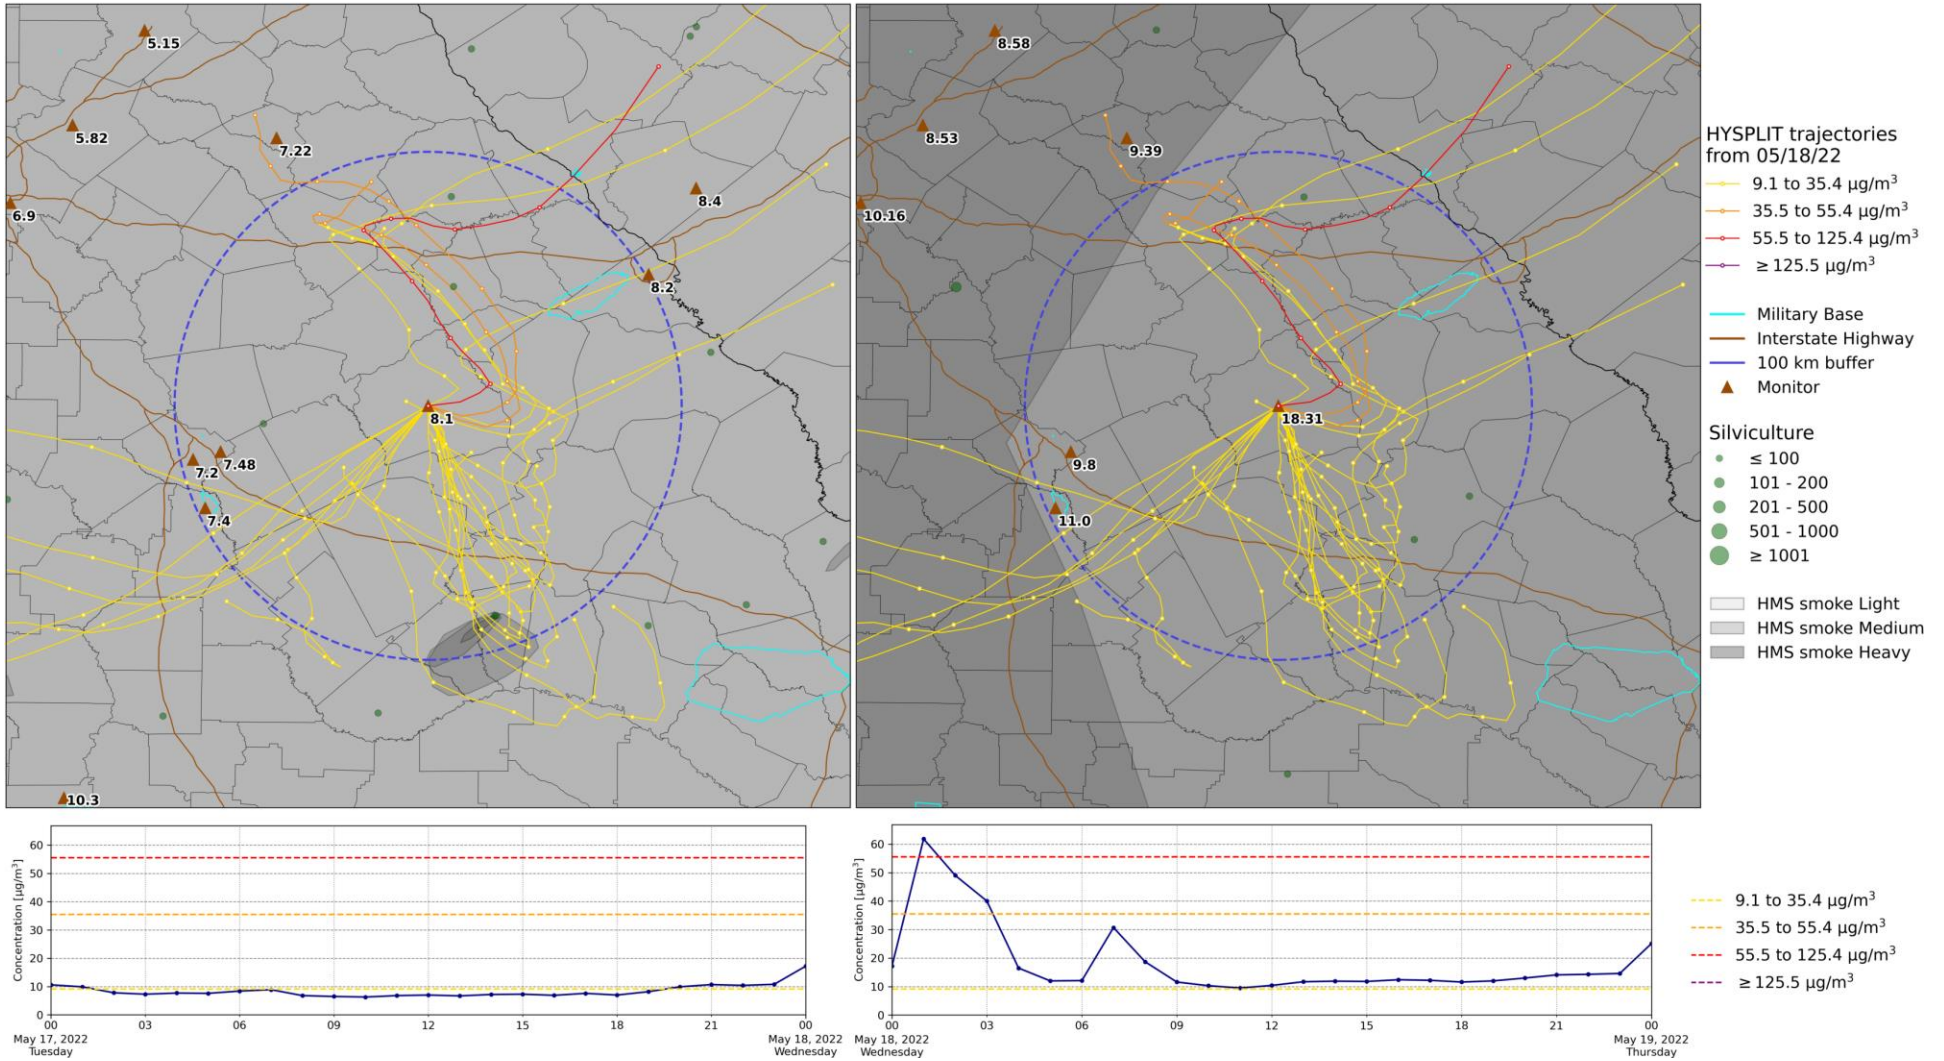 5.15
5.82
7.22
6.9
8.4
8.2
8.1
7.48
7.2
7.4
10.3
8.58
8.53
9.39
10.16
18.31
9.8
11.0
HYSPLIT trajectories
from 05/18/22
9.1 to 35.4 µg/m³
35.5 to 55.4 µg/m³
55.5 to 125.4 µg/m³
≥ 125.5 µg/m³
Military Base
Interstate Highway
100 km buffer
Monitor
Silviculture
≤ 100
101 - 200
201 - 500
501 - 1000
≥ 1001
HMS smoke Light
HMS smoke Medium
HMS smoke Heavy
Concentration [µg/m³]
60
50
40
30
20
10
0
00
03
06
09
12
15
18
21
00
May 17, 2022
Tuesday
May 18, 2022
Wednesday
Concentration [µg/m³]
60
50
40
30
20
10
0
00
03
06
09
12
15
18
21
00
May 18, 2022
Wednesday
May 19, 2022
Thursday
9.1 to 35.4 µg/m³
35.5 to 55.4 µg/m³
55.5 to 125.4 µg/m³
≥ 125.5 µg/m³